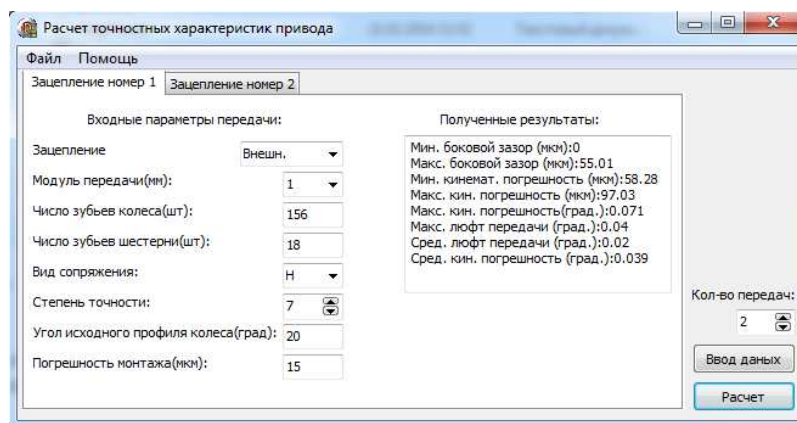 Расчет точностных характеристик привода
Файл Помощь
Зацепление номер 1 Зацепление номер 2
Входные параметры передачи:
Зацепление Внешн.
Модуль передачи(мм): 1
Число зубьев колеса(шт): 156
Число зубьев шестерни(шт): 18
Вид сопряжения: H
Степень точности: 7
Угол исходного профиля колеса(град): 20
Погрешность монтажа(мкм): 15
Полученные результаты:
Мин. боковой зазор (мкм):0
Макс. боковой зазор (мкм):55.01
Мин. кинемат. погрешность (мкм):58.28
Макс. кин. погрешность (мкм):97.03
Макс. кин. погрешность(град.):0.071
Макс. люфт передачи (град.):0.04
Сред. люфт передачи (град.):0.02
Сред. кин. погрешность (град.):0.039
Кол-во передач:
2
Ввод даных
Расчет